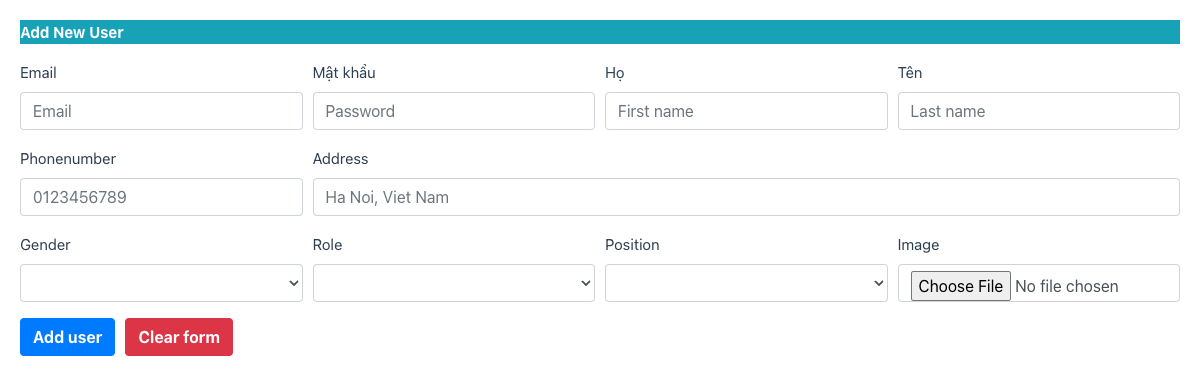 Add New User
Email Mật khẩu Họ Tên
Email Password First name Last name
Phonenumber Address
0123456789 Ha Noi, Viet Nam
Gender Role Position Image
Choose File No file chosen
Add user Clear form